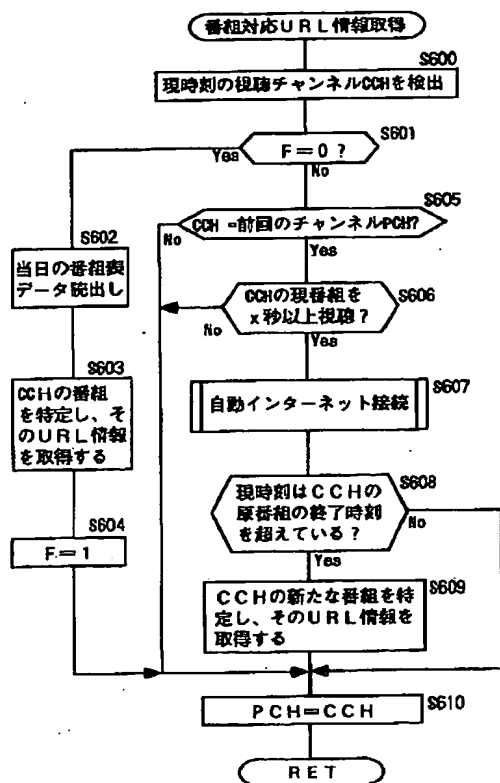 番組対応URL情報取得
S600
現時刻の視聴チャンネルCCHを検出
S601
F=0?
Yes
No
S605
CCH=前回のチャンネルPCH?
No
Yes
S602
当日の番組表
データ読出し
S606
CCHの現番組を
x秒以上視聴?
No
Yes
S603
CCHの番組
を特定し、そ
のURL情報
を取得する
S607
自動インターネット接続
S608
現時刻はCCHの
原番組の終了時刻
を超えている?
No
Yes
S604
F=1
S609
CCHの新たな番組を特
定し、そのURL情報を
取得する
S610
PCH=CCH
RET